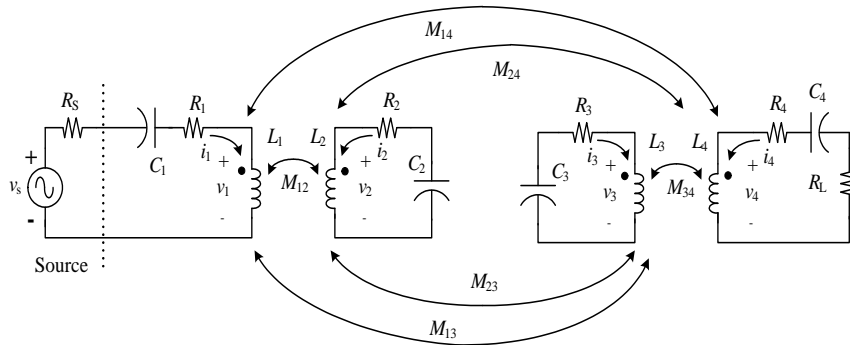 M14
M24
RS
C1
R1
i1
L1
L2
R2
i2
C2
M12
R3
i3
L3
L4
R4
i4
C4
C3
M34
RL
+
vs
-
+
v1
-
+
v2
-
+
v3
-
+
v4
-
Source
M23
M13